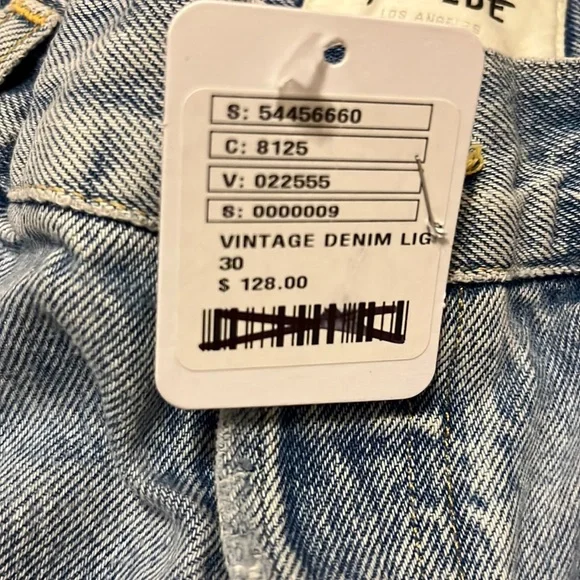 LOS ANGELES
S: 54456660
C: 8125
V: 022555
S: 0000009
VINTAGE DENIM LIG
30
$ 128.00